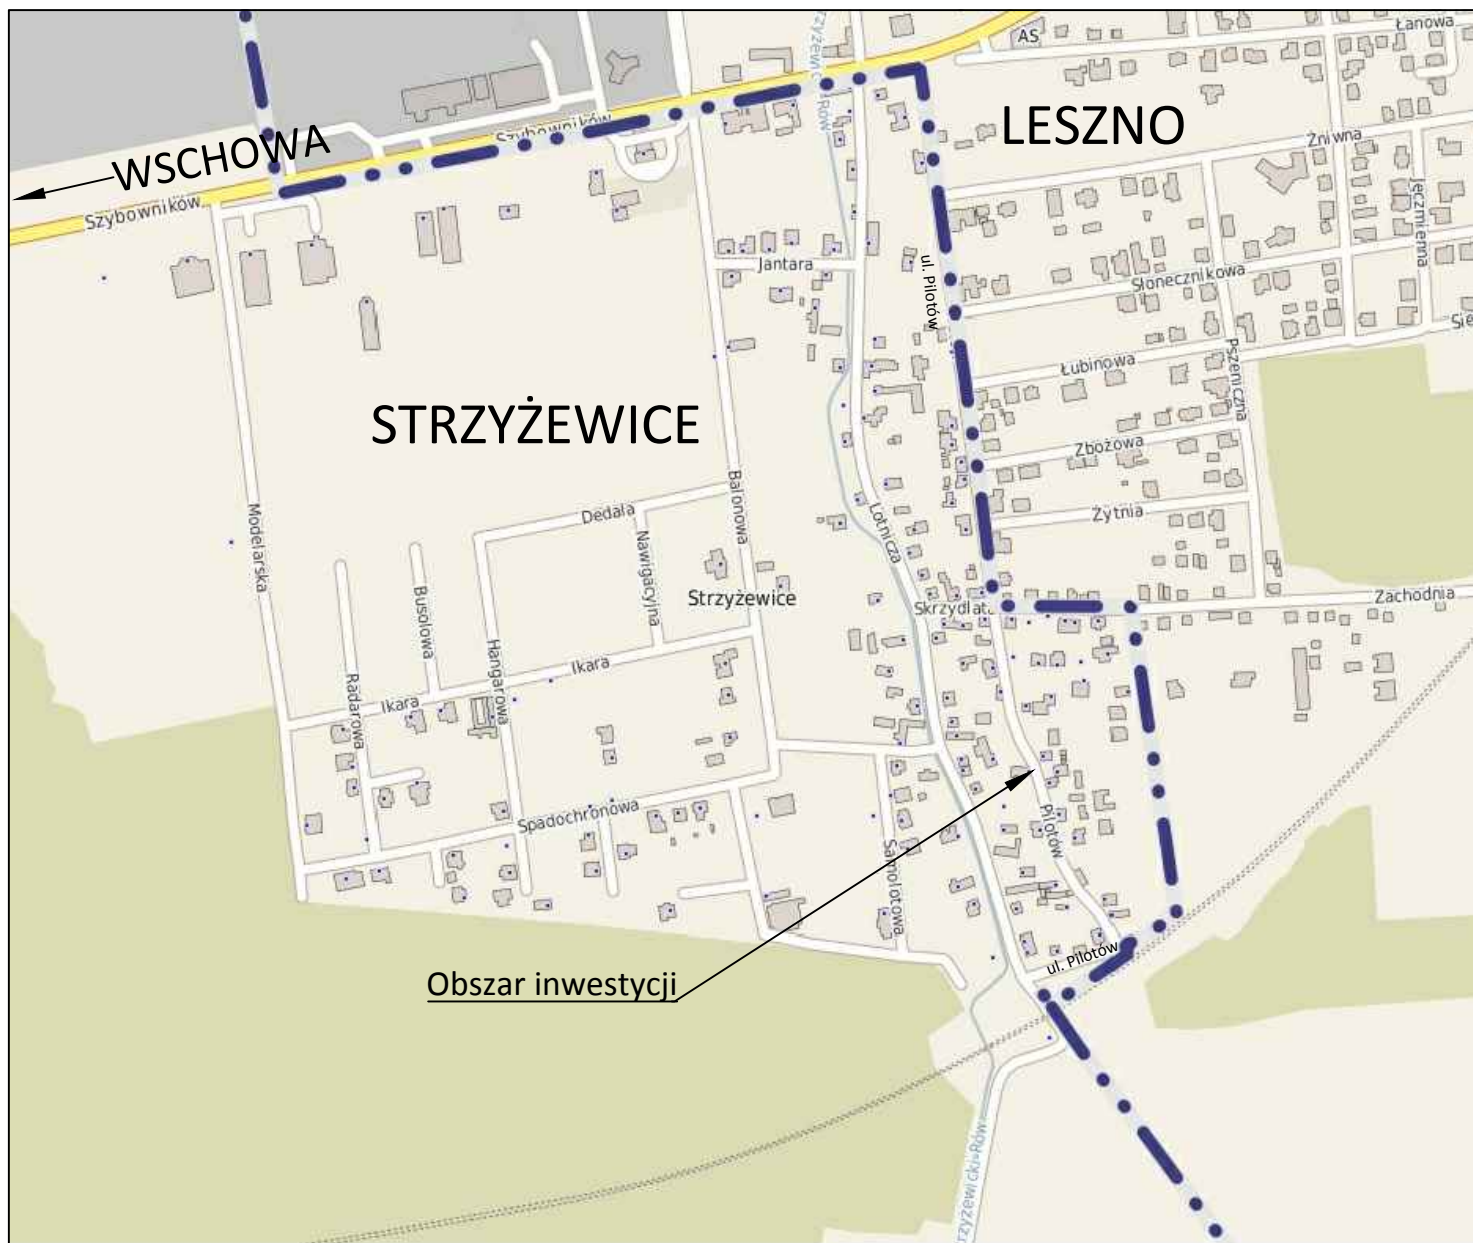 Łanowa
AS
LESZNO
Szybowników
WSCHOWA
Żniwna
Szybowników
Jęczmienna
Jantara
ul. Pilotów
Słonecznikowa
Łubinowa
Pszeniczna
STRZYŻEWICE
Zbożowa
Balonowa
Dedala
Lotnicza
Żytnia
Modelarska
Nawigacyjna
Busolowa
Strzyżewice
Skrzydlata
Zachodnia
Ikara
Hangarowa
Radarowa
Ikara
Spadochronowa
Pilotów
Samolotowa
ul. Pilotów
Obszar inwestycji